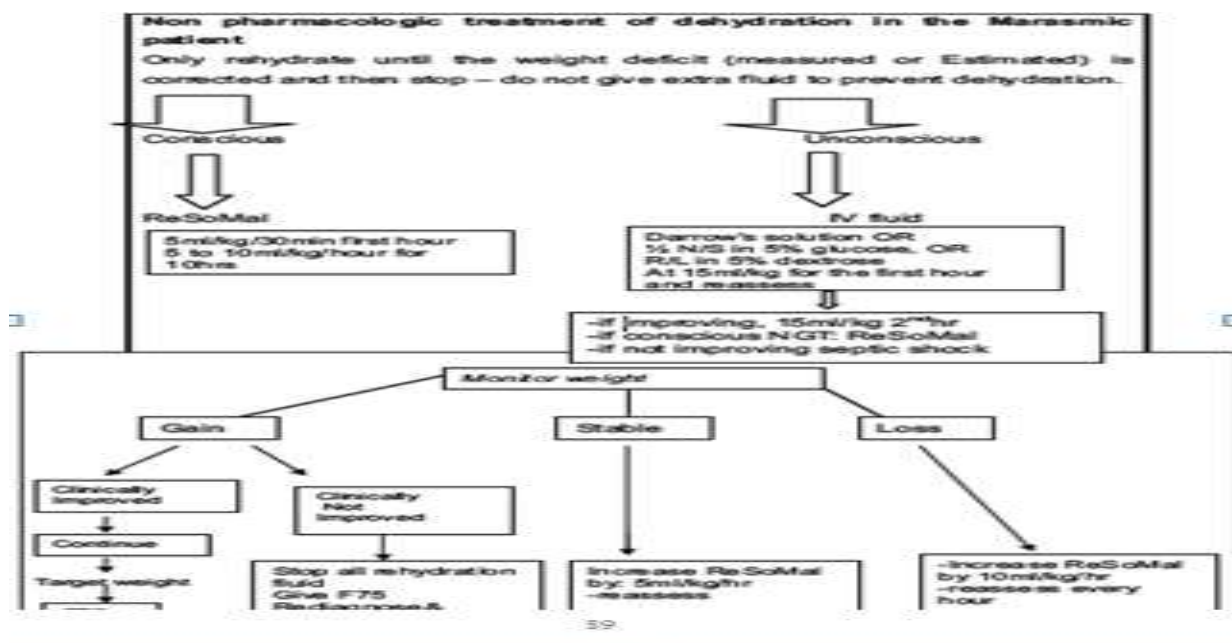 Non pharmacologic treatment of dehydration in the Marasmic
patient
Only rehydrate until the weight deficit (measured or Estimated) is
corrected and then stop – do not give extra fluid to prevent dehydration.
Conscious
Unconscious
ReSoMal
IV fluid
5ml/kg/30min first hour
5 to 10ml/kg/hour for
10hrs
Darrow's solution OR
½ N/S in 5% glucose, OR
R/L in 5% dextrose
At 15ml/kg for the first hour
and reassess
-if improving, 15ml/kg 2nd hr
-if conscious NGT: ReSoMal
-if not improving septic shock
Monitor weight
Gain
Stable
Loss
Clinically
Improved
Clinically
Not
Improved
Continue
Target weight
Stop all rehydration
fluid
Give F75
Rediagnose &
Increase ReSoMal
by: 5ml/kg/hr
-reassess
-Increase ReSoMal
by 10ml/kg/hr
-reassess every
hour
39